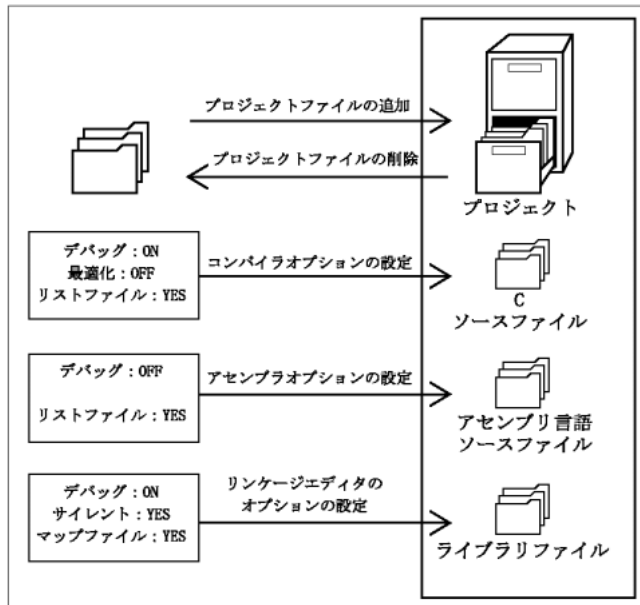 プロジェクトファイルの追加
プロジェクトファイルの削除
プロジェクト
デバッグ：ON
最適化：OFF
リストファイル：YES
コンパイラオプションの設定
C
ソースファイル
デバッグ：OFF
リストファイル：YES
アセンブラオプションの設定
アセンブリ言語
ソースファイル
デバッグ：ON
サイレント：YES
マップファイル：YES
リンケージエディタの
オプションの設定
ライブラリファイル